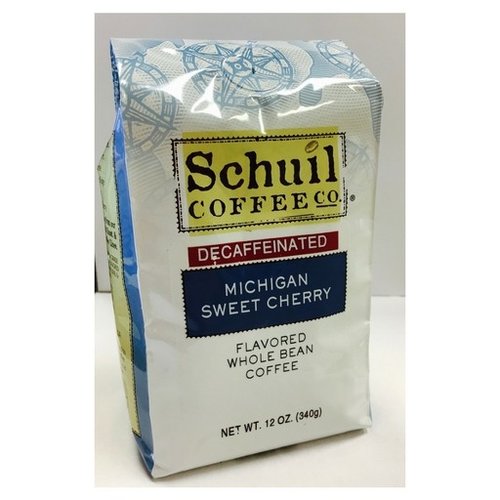 Schuil
COFFEE CO.®
DECAFFEINATED
MICHIGAN
SWEET CHERRY
FLAVORED
WHOLE BEAN
COFFEE
NET WT. 12 OZ. (340g)